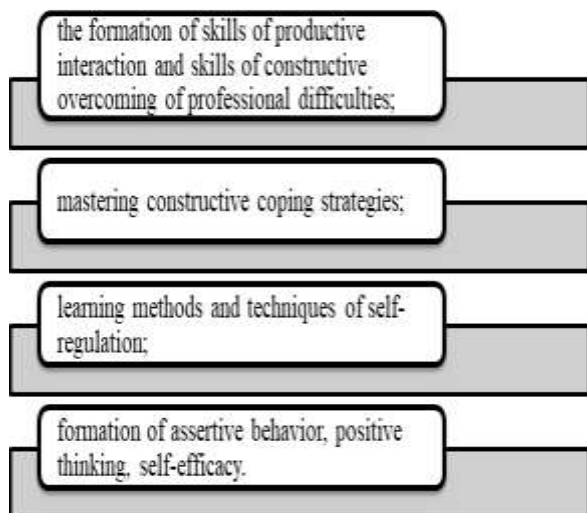 the formation of skills of productive
interaction and skills of constructive
overcoming of professional difficulties;
mastering constructive coping strategies;
learning methods and techniques of self-
regulation;
formation of assertive behavior, positive
thinking, self-efficacy.